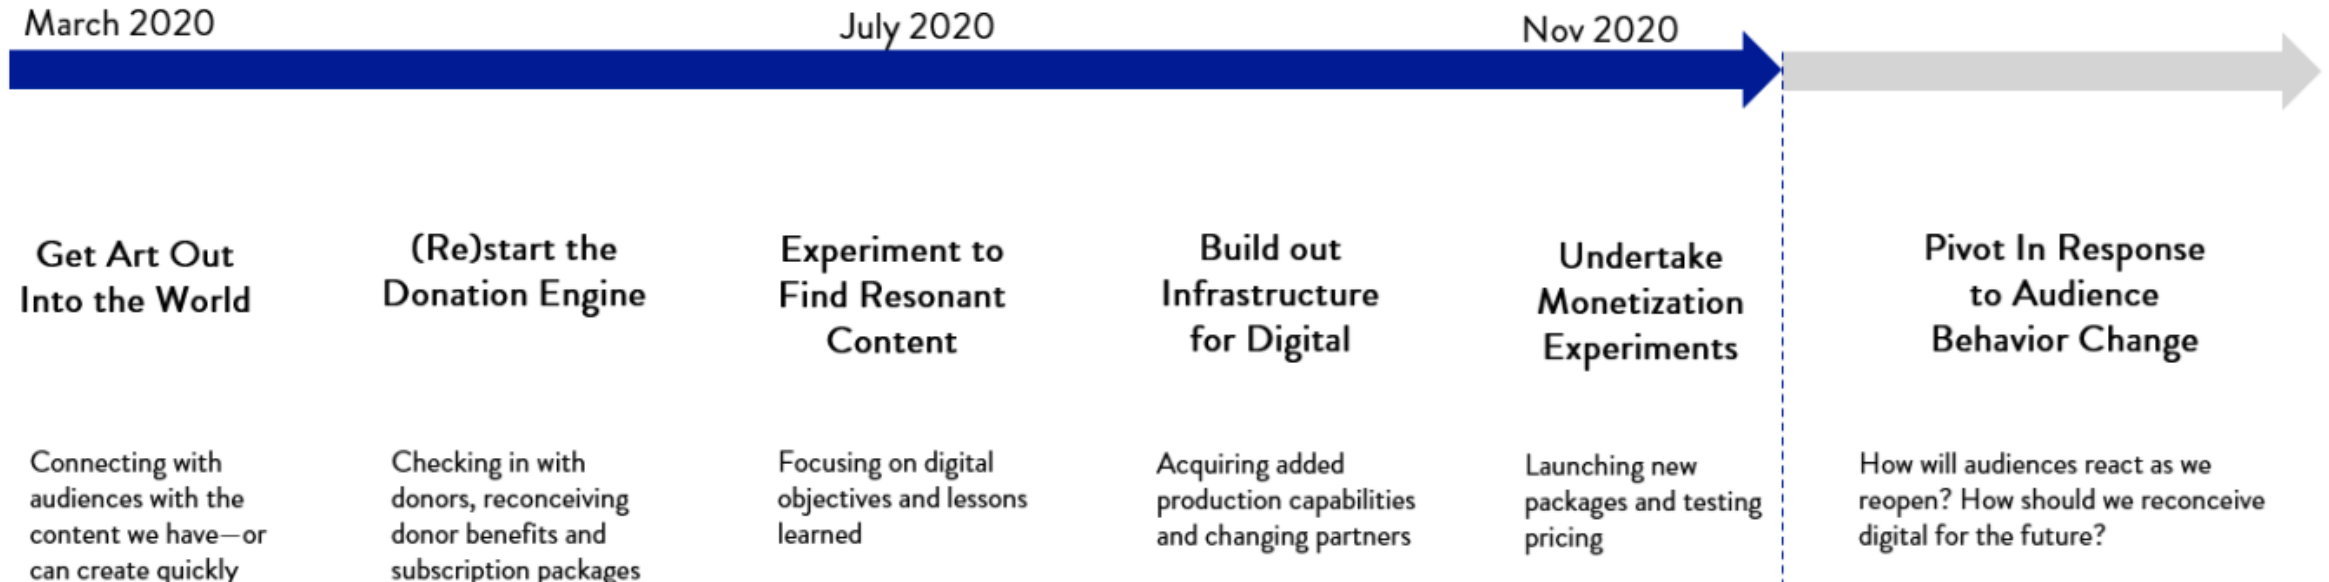 March 2020
July 2020
Nov 2020
Get Art Out
Into the World
(Re)start the
Donation Engine
Experiment to
Find Resonant
Content
Build out
Infrastructure
for Digital
Undertake
Monetization
Experiments
Pivot In Response
to Audience
Behavior Change
Connecting with
audiences with the
content we have—or
can create quickly
Checking in with
donors, reconceiving
donor benefits and
subscription packages
Focusing on digital
objectives and lessons
learned
Acquiring added
production capabilities
and changing partners
Launching new
packages and testing
pricing
How will audiences react as we
reopen? How should we reconceive
digital for the future?